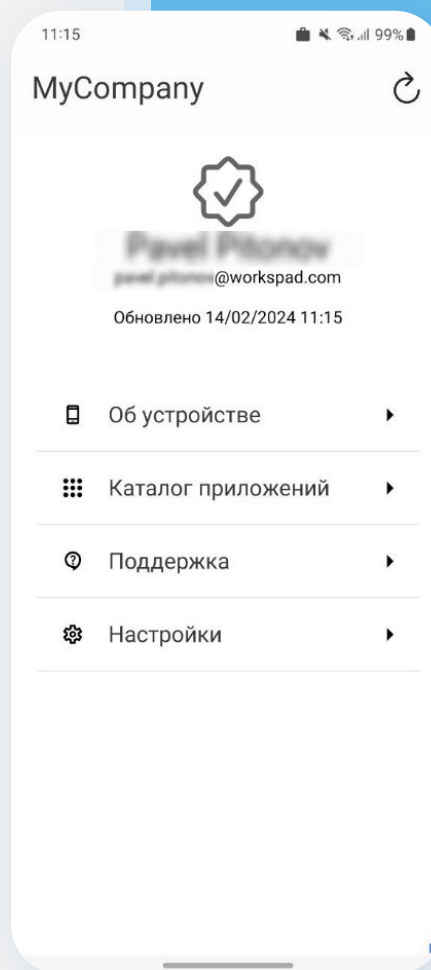 11:15 99%
MyCompany
@workspad.com
Обновлено 14/02/2024 11:15
Об устройстве
Каталог приложений
Поддержка
Настройки